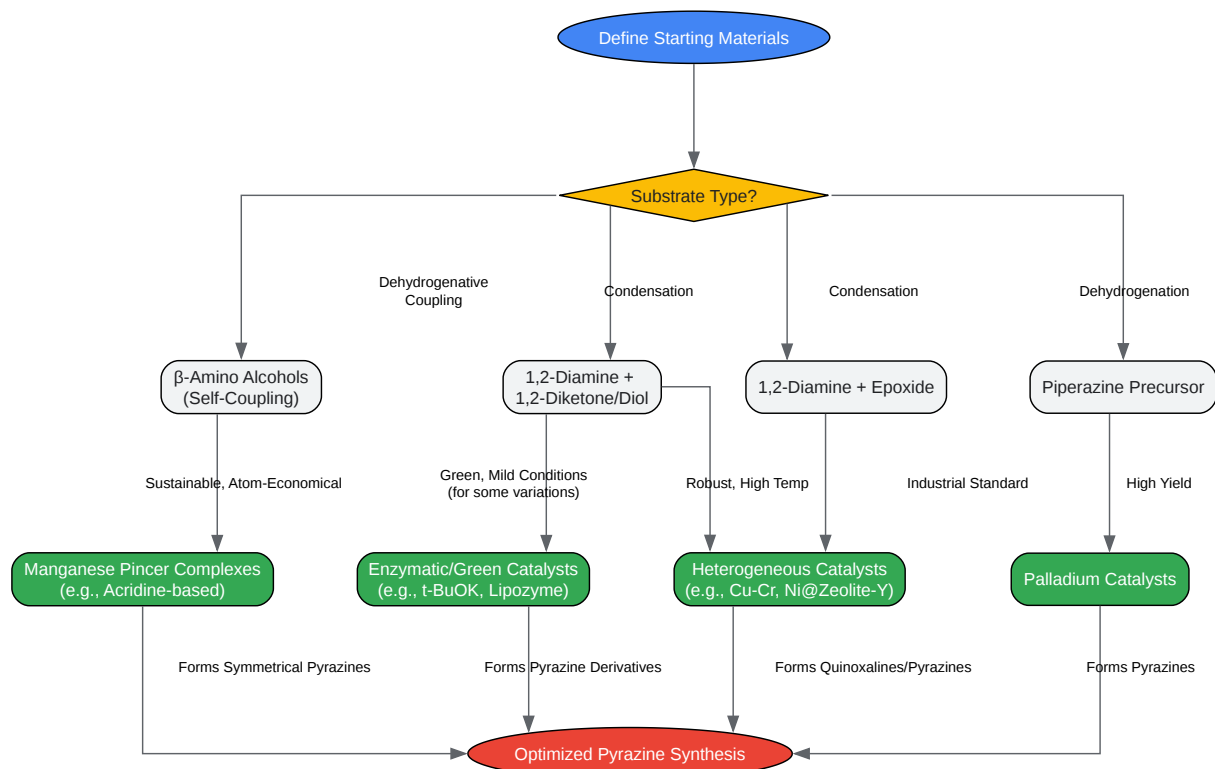 Define Starting Materials
Substrate Type?
Dehydrogenative
Coupling
Condensation
Condensation
Dehydrogenation
β-Amino Alcohols
(Self-Coupling)
1,2-Diamine +
1,2-Diketone/Diol
1,2-Diamine + Epoxide
Piperazine Precursor
Sustainable, Atom-Economical
Green, Mild Conditions
(for some variations)
Robust, High Temp
Industrial Standard
High Yield
Manganese Pincer Complexes
(e.g., Acridine-based)
Enzymatic/Green Catalysts
(e.g., t-BuOK, Lipozyme)
Heterogeneous Catalysts
(e.g., Cu-Cr, Ni@Zeolite-Y)
Palladium Catalysts
Forms Symmetrical Pyrazines
Forms Pyrazine Derivatives
Forms Quinoxalines/Pyrazines
Forms Pyrazines
Optimized Pyrazine Synthesis